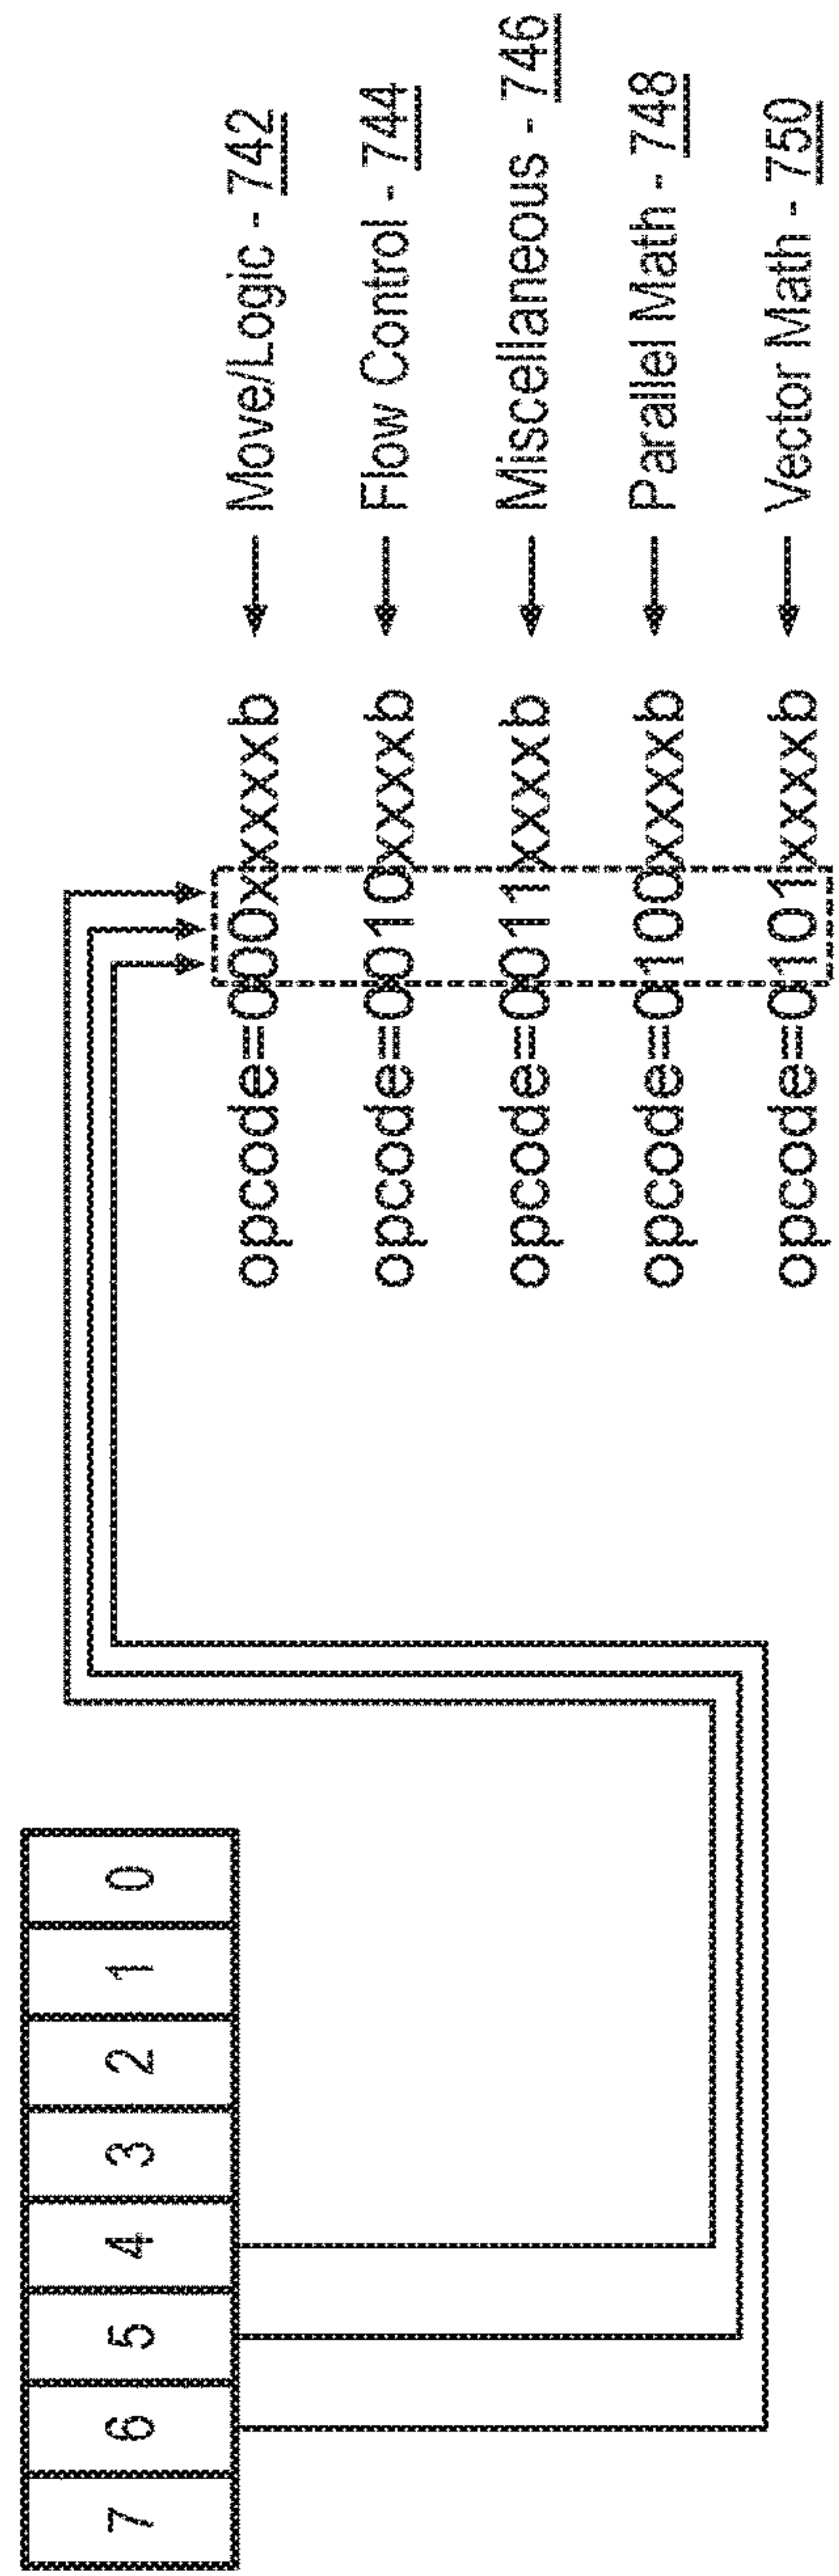 7 6 5 4 3 2 1 0
opcode=000xxxxxb ← Move/Logic - 742
opcode=0010xxxxb ← Flow Control - 744
opcode=0011xxxxb ← Miscellaneous - 746
opcode=0100xxxxb ← Parallel Math - 748
opcode=0101xxxxb ← Vector Math - 750